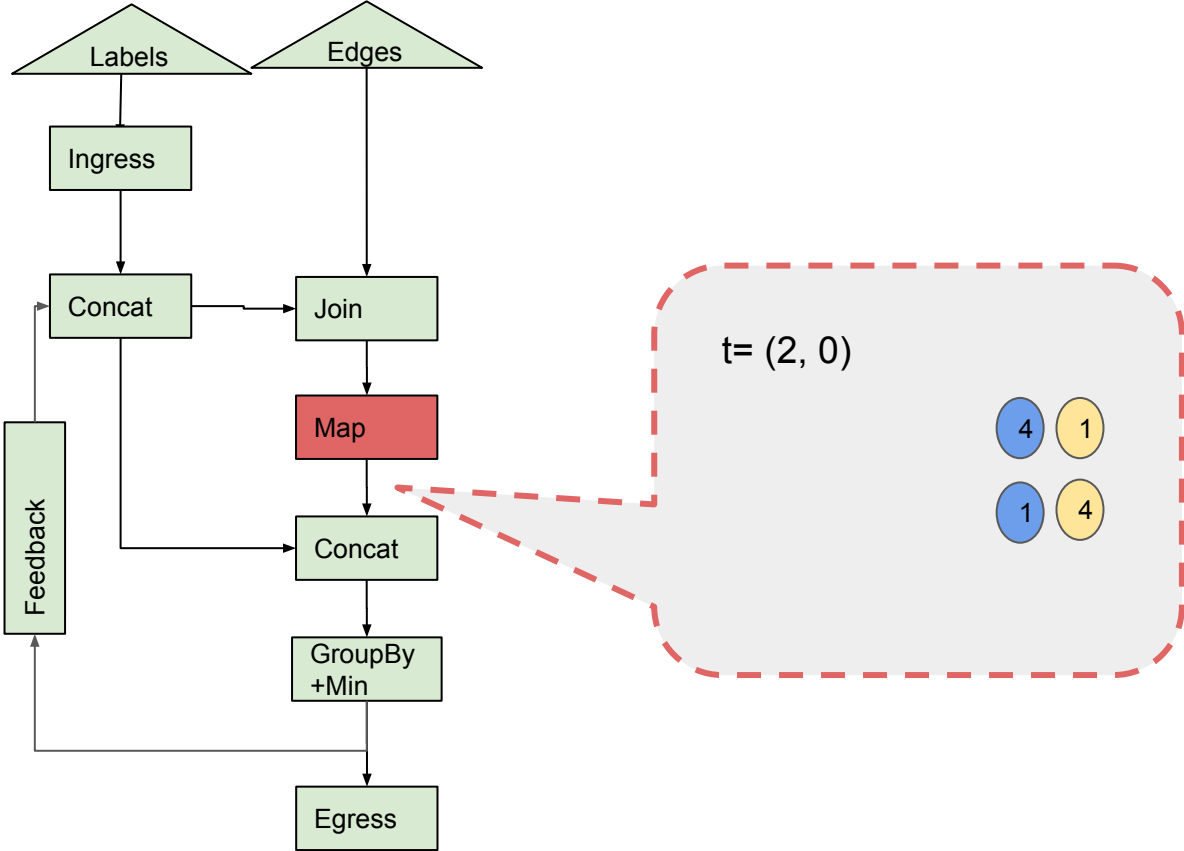 Labels
Edges
Ingress
Concat
Join
Map
Feedback
Concat
GroupBy
+Min
Egress
t= (2, 0)
4 1
1 4